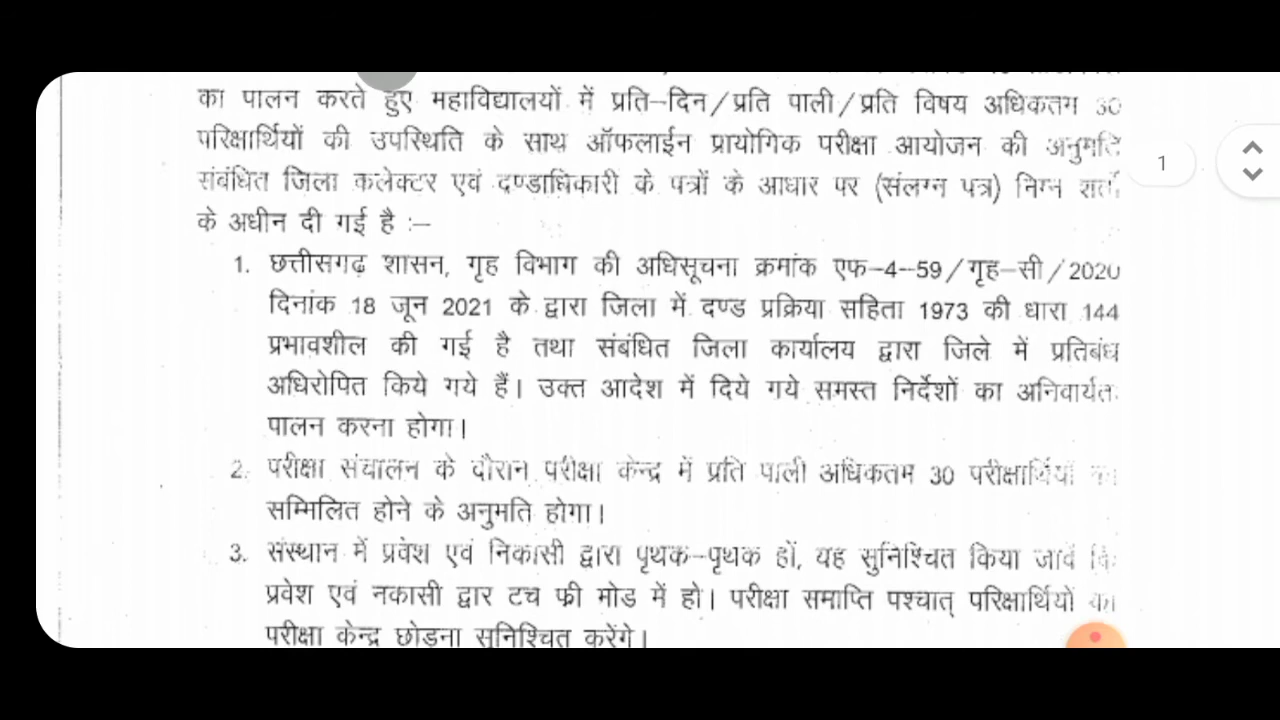 का पालन करते हुए महाविद्यालयों में प्रति–दिन/प्रति पाली/प्रति विषय अधिकतम 30
परिक्षार्थियों की उपस्थिति के साथ ऑफलाईन प्रायोगिक परीक्षा आयोजन की अनुमति
संबंधित जिला कलेक्टर एवं दण्डाधिकारी के पत्रों के आधार पर (संलग्न पत्र) निम्न शर्तो
के अधीन दी गई है :–
1. छत्तीसगढ़ शासन, गृह विभाग की अधिसूचना क्रमांक एफ–4–59/गृह–सी/2020
दिनांक 18 जून 2021 के द्वारा जिला में दण्ड प्रक्रिया सहिता 1973 की धारा 144
प्रभावशील की गई है तथा संबंधित जिला कार्यालय द्वारा जिले में प्रतिबंध
अधिरोपित किये गये हैं। उक्त आदेश में दिये गये समस्त निर्देशों का अनिवार्यतः
पालन करना होगा।
2. परीक्षा संचालन के दौरान परीक्षा केन्द्र में प्रति पाली अधिकतम 30 परीक्षार्थियों
सम्मिलित होने के अनुमति होगा।
3. संस्थान में प्रवेश एवं निकासी द्वारा पृथक–पृथक हों, यह सुनिश्चित किया जावे कि
प्रवेश एवं नकासी द्वार टच फ्री मोड में हो। परीक्षा समाप्ति पश्चात् परिक्षार्थियों का
परीक्षा केन्द्र छोड़ना सुनिश्चित करेंगे।
1